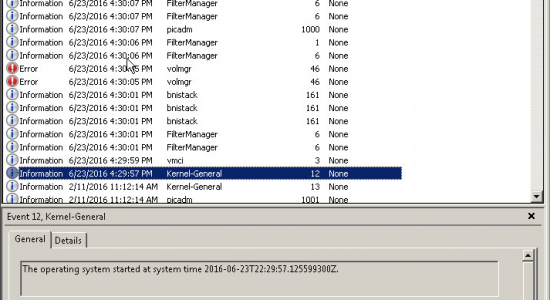 Information 6/23/2016 4:30:07 PM FilterManager 6 None
Information 6/23/2016 4:30:07 PM FilterManager 6 None
Information 6/23/2016 4:30:07 PM picadm 1000 None
Information 6/23/2016 4:30:06 PM FilterManager 1 None
Information 6/23/2016 4:30:06 PM FilterManager 6 None
Error 6/23/2016 4:30:05 PM volmgr 46 None
Error 6/23/2016 4:30:05 PM volmgr 46 None
Information 6/23/2016 4:30:01 PM bnistack 161 None
Information 6/23/2016 4:30:01 PM bnistack 161 None
Information 6/23/2016 4:30:01 PM bnistack 161 None
Information 6/23/2016 4:30:01 PM FilterManager 6 None
Information 6/23/2016 4:30:01 PM FilterManager 6 None
Information 6/23/2016 4:29:59 PM vmci 3 None
Information 6/23/2016 4:29:57 PM Kernel-General 12 None
Information 2/11/2016 11:12:14 AM Kernel-General 13 None
Information 2/11/2016 11:12:14 AM picadm 1001 None
Event 12, Kernel-General
General Details
The operating system started at system time 2016-06-23T22:29:57.125599300Z.